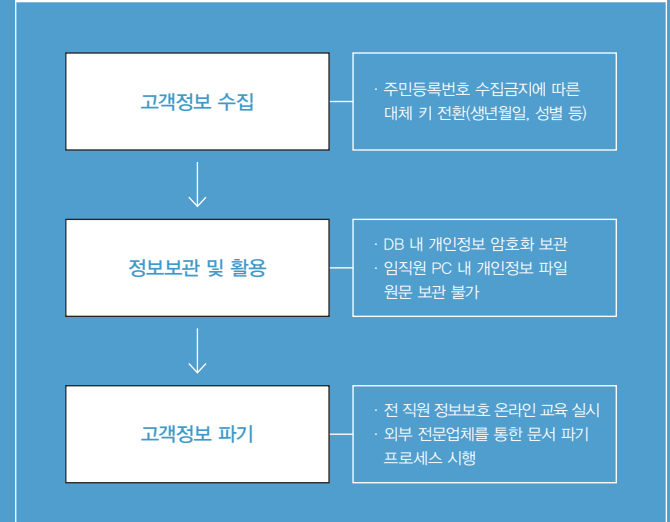 고객정보 수집
· 주민등록번호 수집금지에 따른
대체 키 전환(생년월일, 성별 등)
정보보관 및 활용
· DB 내 개인정보 암호화 보관
· 임직원 PC 내 개인정보 파일
원문 보관 불가
고객정보 파기
· 전 직원 정보보호 온라인 교육 실시
· 외부 전문업체를 통한 문서 파기
프로세스 시행